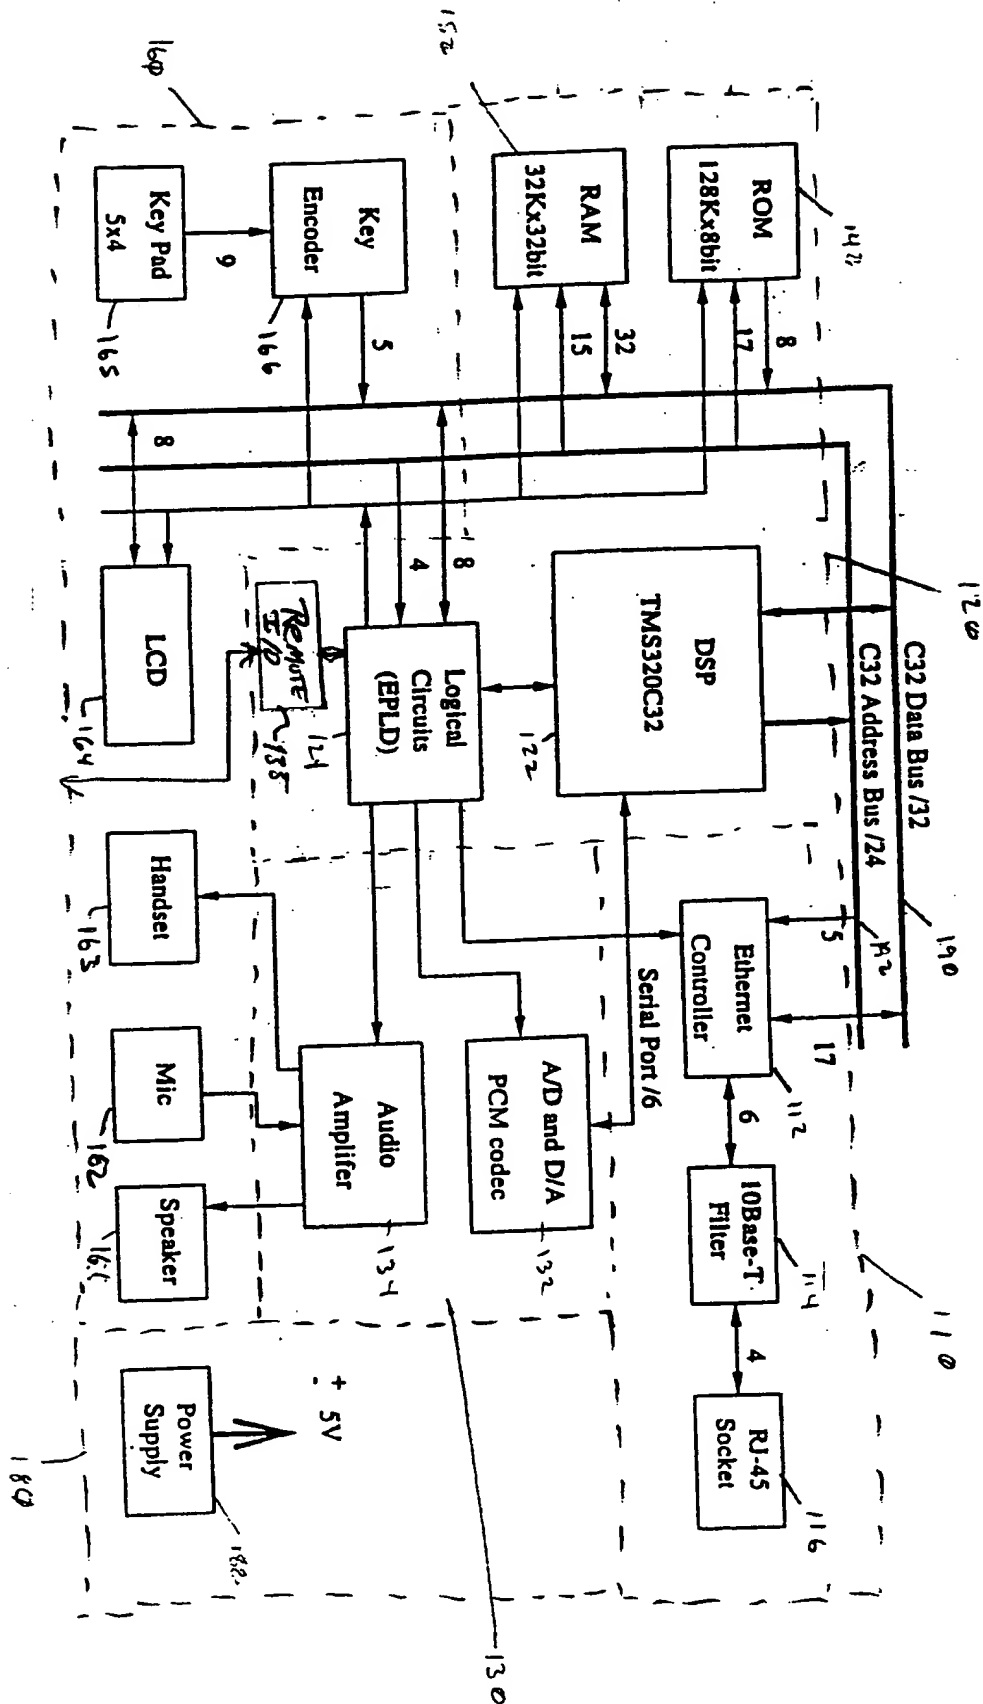 110
C32 Data Bus /32
190
C32 Address Bus /24
192
120
5
17
Ethernet
Controller
112
6
10Base-T
Filter
114
4
RJ-45
Socket
116
ROM
128Kx8bit
8
17
RAM
32Kx32bit
152
32
15
DSP
TMS320C32
122
Serial Port /6
A/D and D/A
PCM codec
132
Logical
Circuits
(EPLD)
124
8
4
REMOTE
I/O
Audio
Amplifer
134
130
+ 5V
160
Key
Encoder
166
5
9
Key Pad
5x4
165
8
LCD
164
Handset
163
Mic
162
Speaker
161
Power
Supply
180